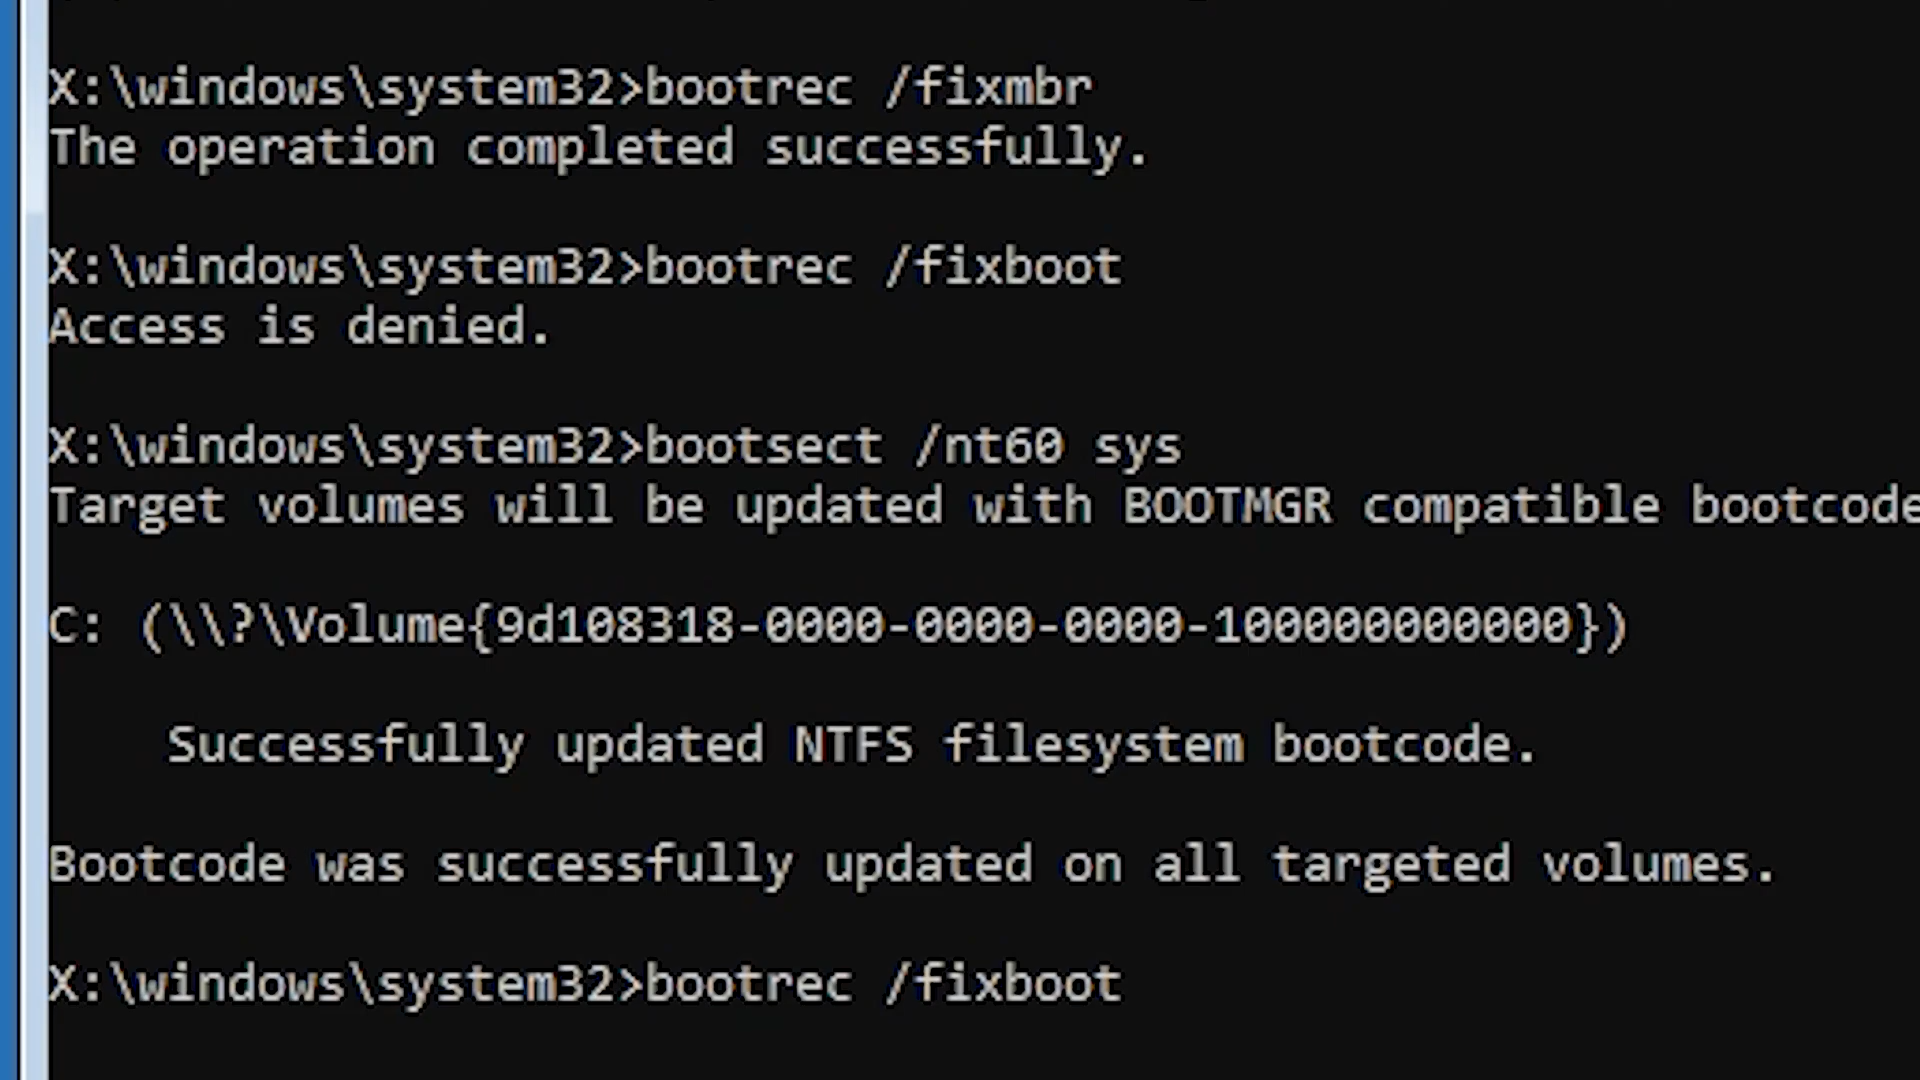 X:\windows\system32>bootrec /fixmbr
The operation completed successfully.
X:\windows\system32>bootrec /fixboot
Access is denied.
X:\windows\system32>bootsect /nt60 sys
Target volumes will be updated with BOOTMGR compatible bootcode
C: (\\?\Volume{9d108318-0000-0000-0000-100000000000})
Successfully updated NTFS filesystem bootcode.
Bootcode was successfully updated on all targeted volumes.
X:\windows\system32>bootrec /fixboot